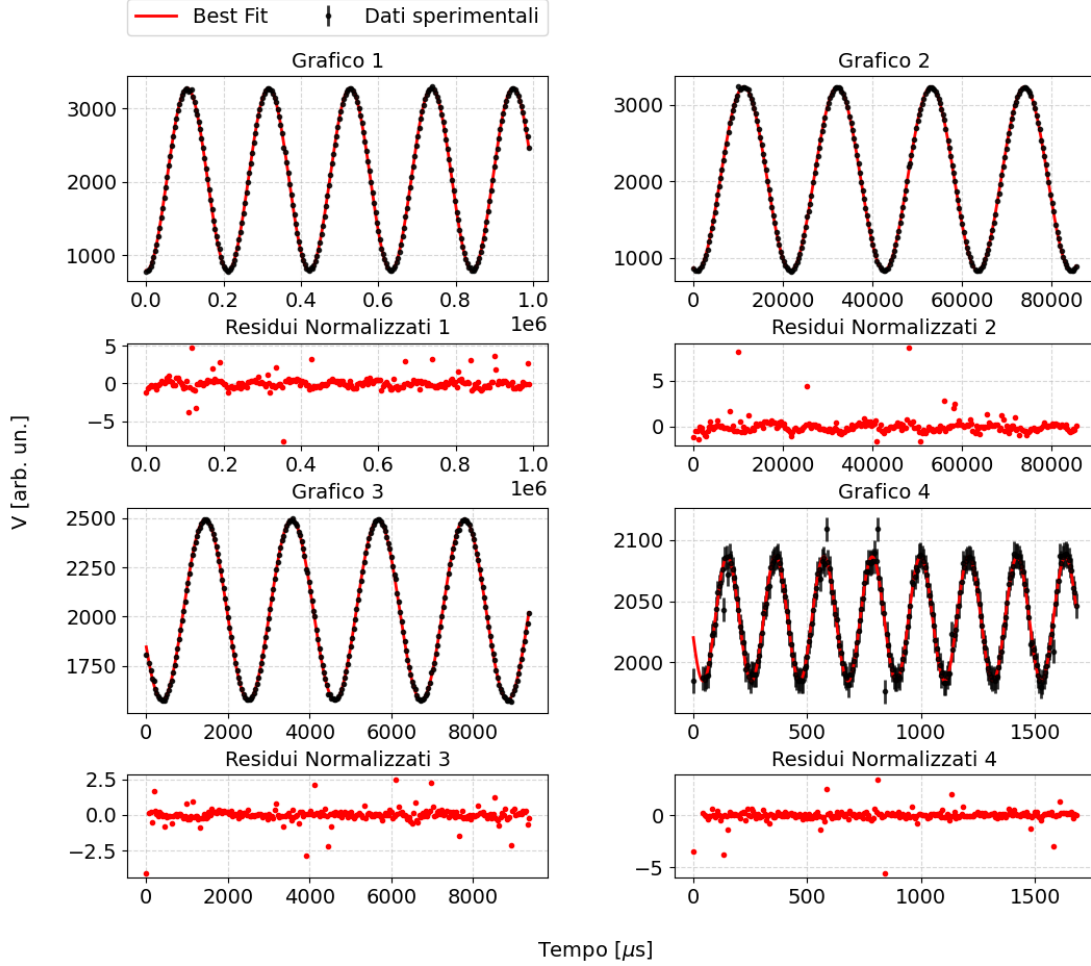 Best Fit Dati sperimentali
Grafico 1
3000
2000
1000
0.0 0.2 0.4 0.6 0.8 1.0
1e6
Grafico 2
3000
2000
1000
0 20000 40000 60000 80000
Residui Normalizzati 1
5
0
−5
0.0 0.2 0.4 0.6 0.8 1.0
1e6
Residui Normalizzati 2
5
0
0 20000 40000 60000 80000
V [arb. un.]
Grafico 3
2500
2250
2000
1750
0 2000 4000 6000 8000
Grafico 4
2100
2050
2000
0 500 1000 1500
Residui Normalizzati 3
2.5
0.0
−2.5
0 2000 4000 6000 8000
Residui Normalizzati 4
0
−5
0 500 1000 1500
Tempo [μs]